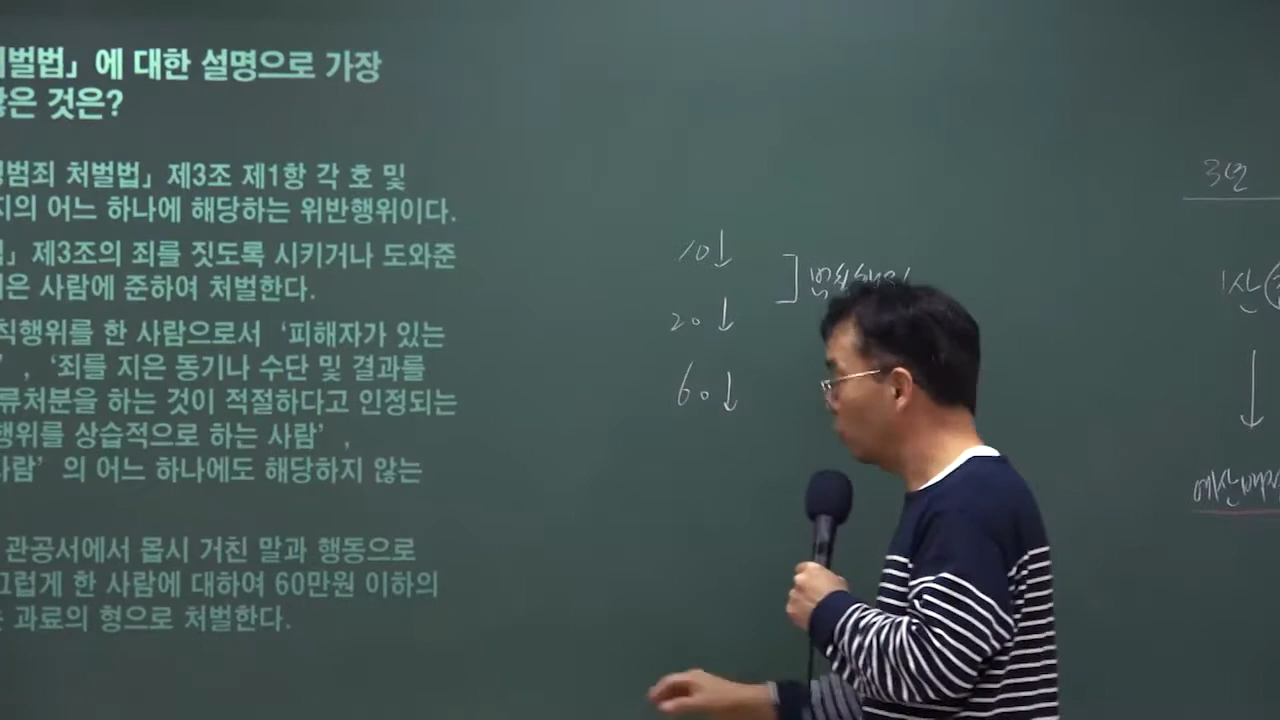 벌법」에 대한 설명으로 가장
않은 것은?
범죄 처벌법」제3조 제1항 각 호 및
지의 어느 하나에 해당하는 위반행위이다.
」제3조의 죄를 짓도록 시키거나 도와준
은 사람에 준하여 처벌한다.
칙행위를 한 사람으로서 ‘피해자가 있는
’, ‘죄를 지은 동기나 수단 및 결과를
류처분을 하는 것이 적절하다고 인정되는
행위를 상습적으로 하는 사람’,
사람’의 어느 하나에도 해당하지 않는
관공서에서 몹시 거친 말과 행동으로
그렇게 한 사람에 대하여 60만원 이하의
과료의 형으로 처벌한다.
10만↓
20↓
60↓
3년
예산배정